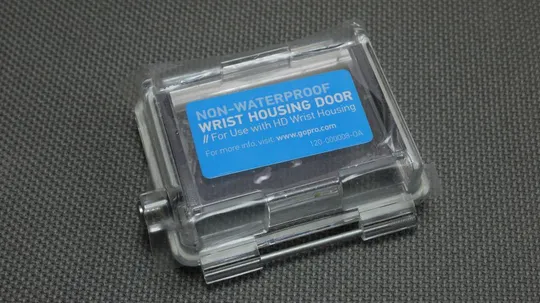 NON-WATERPROOF
WRIST HOUSING DOOR
// For Use with HD Wrist Housing
For more info, visit: www.gopro.com
120-000008-0A